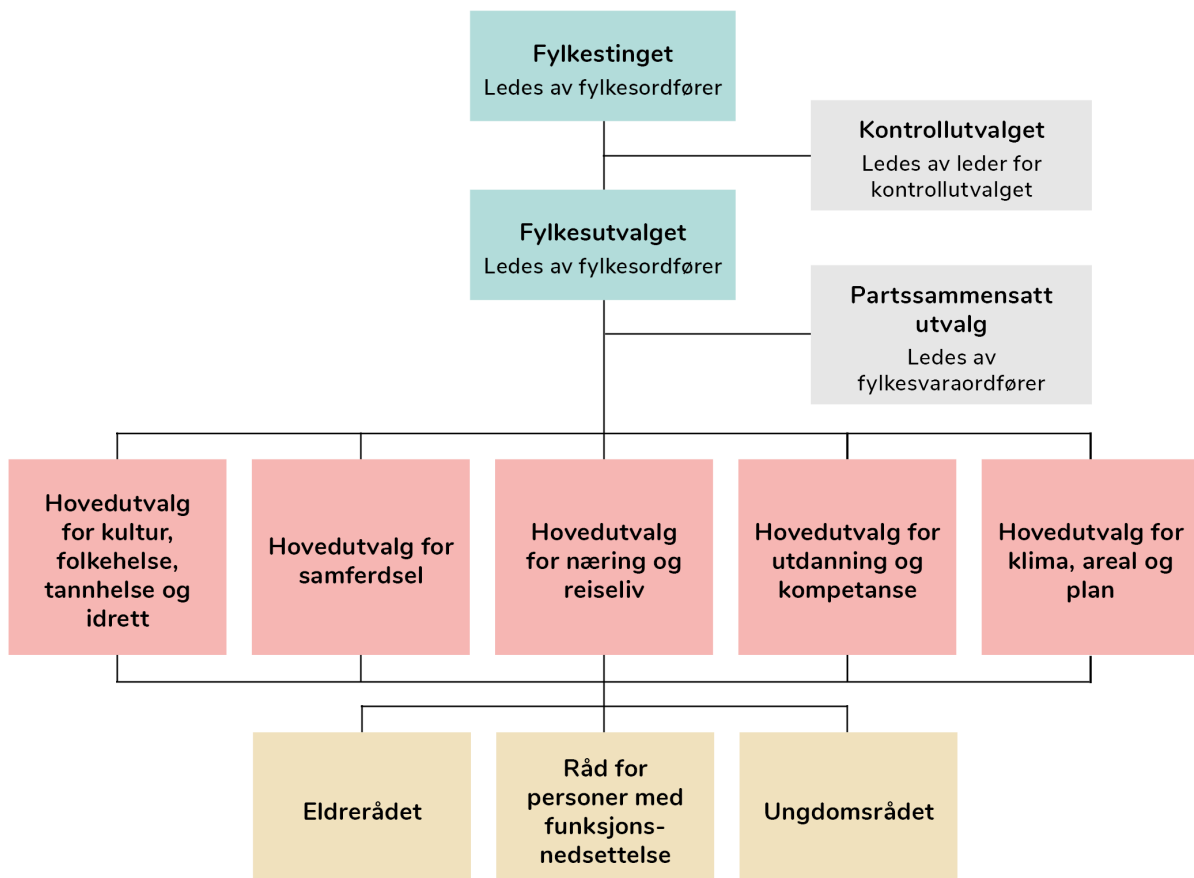 Fylkestinget
Ledes av fylkesordfører
Kontrollutvalget
Ledes av leder for
kontrollutvalget
Fylkesutvalget
Ledes av fylkesordfører
Partssammensatt
utvalg
Ledes av
fylkesvaraordfører
Hovedutvalg
for kultur,
folkehelse,
tannhelse og
idrett
Hovedutvalg for
samferdsel
Hovedutvalg
for næring og
reiseliv
Hovedutvalg for
utdanning og
kompetanse
Hovedutvalg for
klima, areal og
plan
Eldrerådet
Råd for
personer med
funksjons-
nedsettelse
Ungdomsrådet